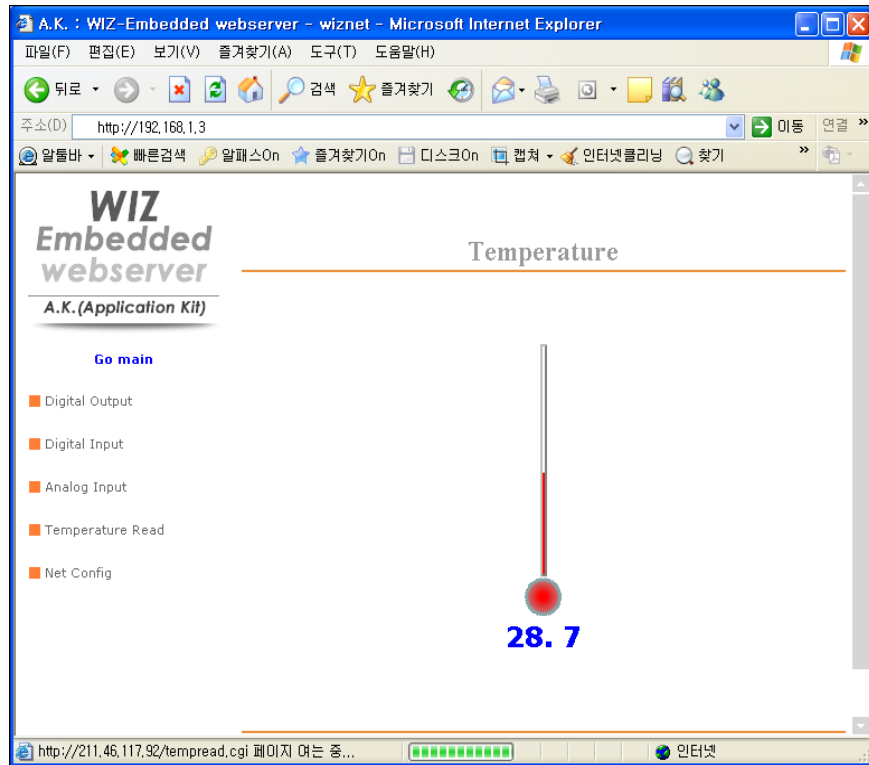 A.K. : WIZ-Embedded webserver - wiznet - Microsoft Internet Explorer
파일(F) 편집(E) 보기(V) 즐겨찾기(A) 도구(T) 도움말(H)
뒤로 검색 즐겨찾기
주소(D) http://192,168,1,3 이동 연결 »
알툴바 빠른검색 알패스On 즐겨찾기On 디스크On 캡쳐 인터넷클리닝 찾기 »
WIZ
Embedded
webserver
A.K.(Application Kit)
Temperature
Go main
Digital Output
Digital Input
Analog Input
Temperature Read
Net Config
28. 7
http://211,46,117,92/tempread,cgi 페이지 여는 중... 인터넷